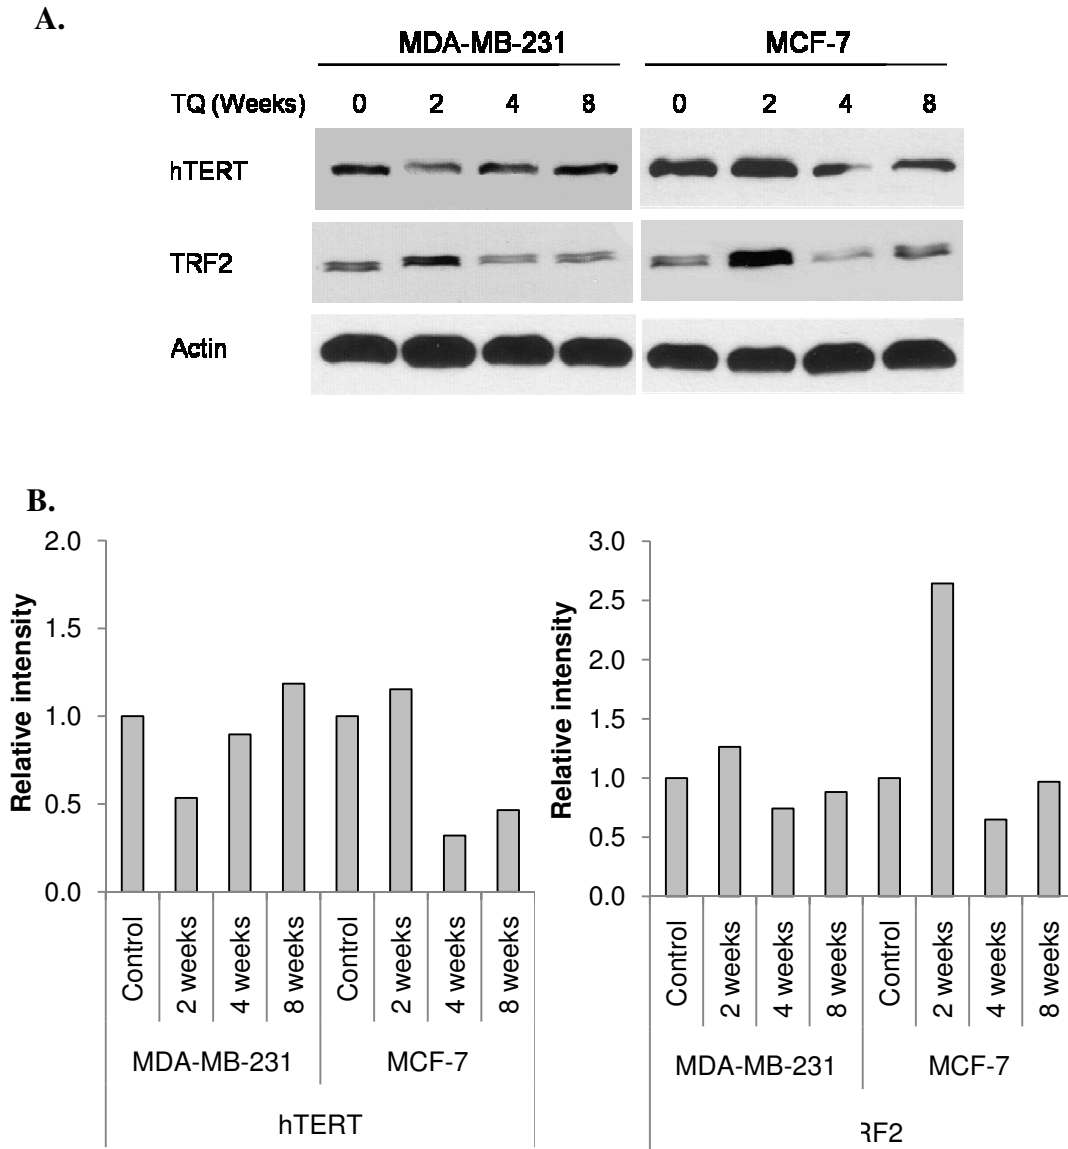 A.
MDA-MB-231 MCF-7
TQ (Weeks) 0 2 4 8 0 2 4 8
hTERT
TRF2
Actin
B.
Relative intensity
2.0
1.5
1.0
0.5
0.0
Control 2 weeks 4 weeks 8 weeks Control 2 weeks 4 weeks 8 weeks
MDA-MB-231 MCF-7
hTERT
Relative intensity
3.0
2.5
2.0
1.5
1.0
0.5
0.0
Control 2 weeks 4 weeks 8 weeks Control 2 weeks 4 weeks 8 weeks
MDA-MB-231 MCF-7
RF2